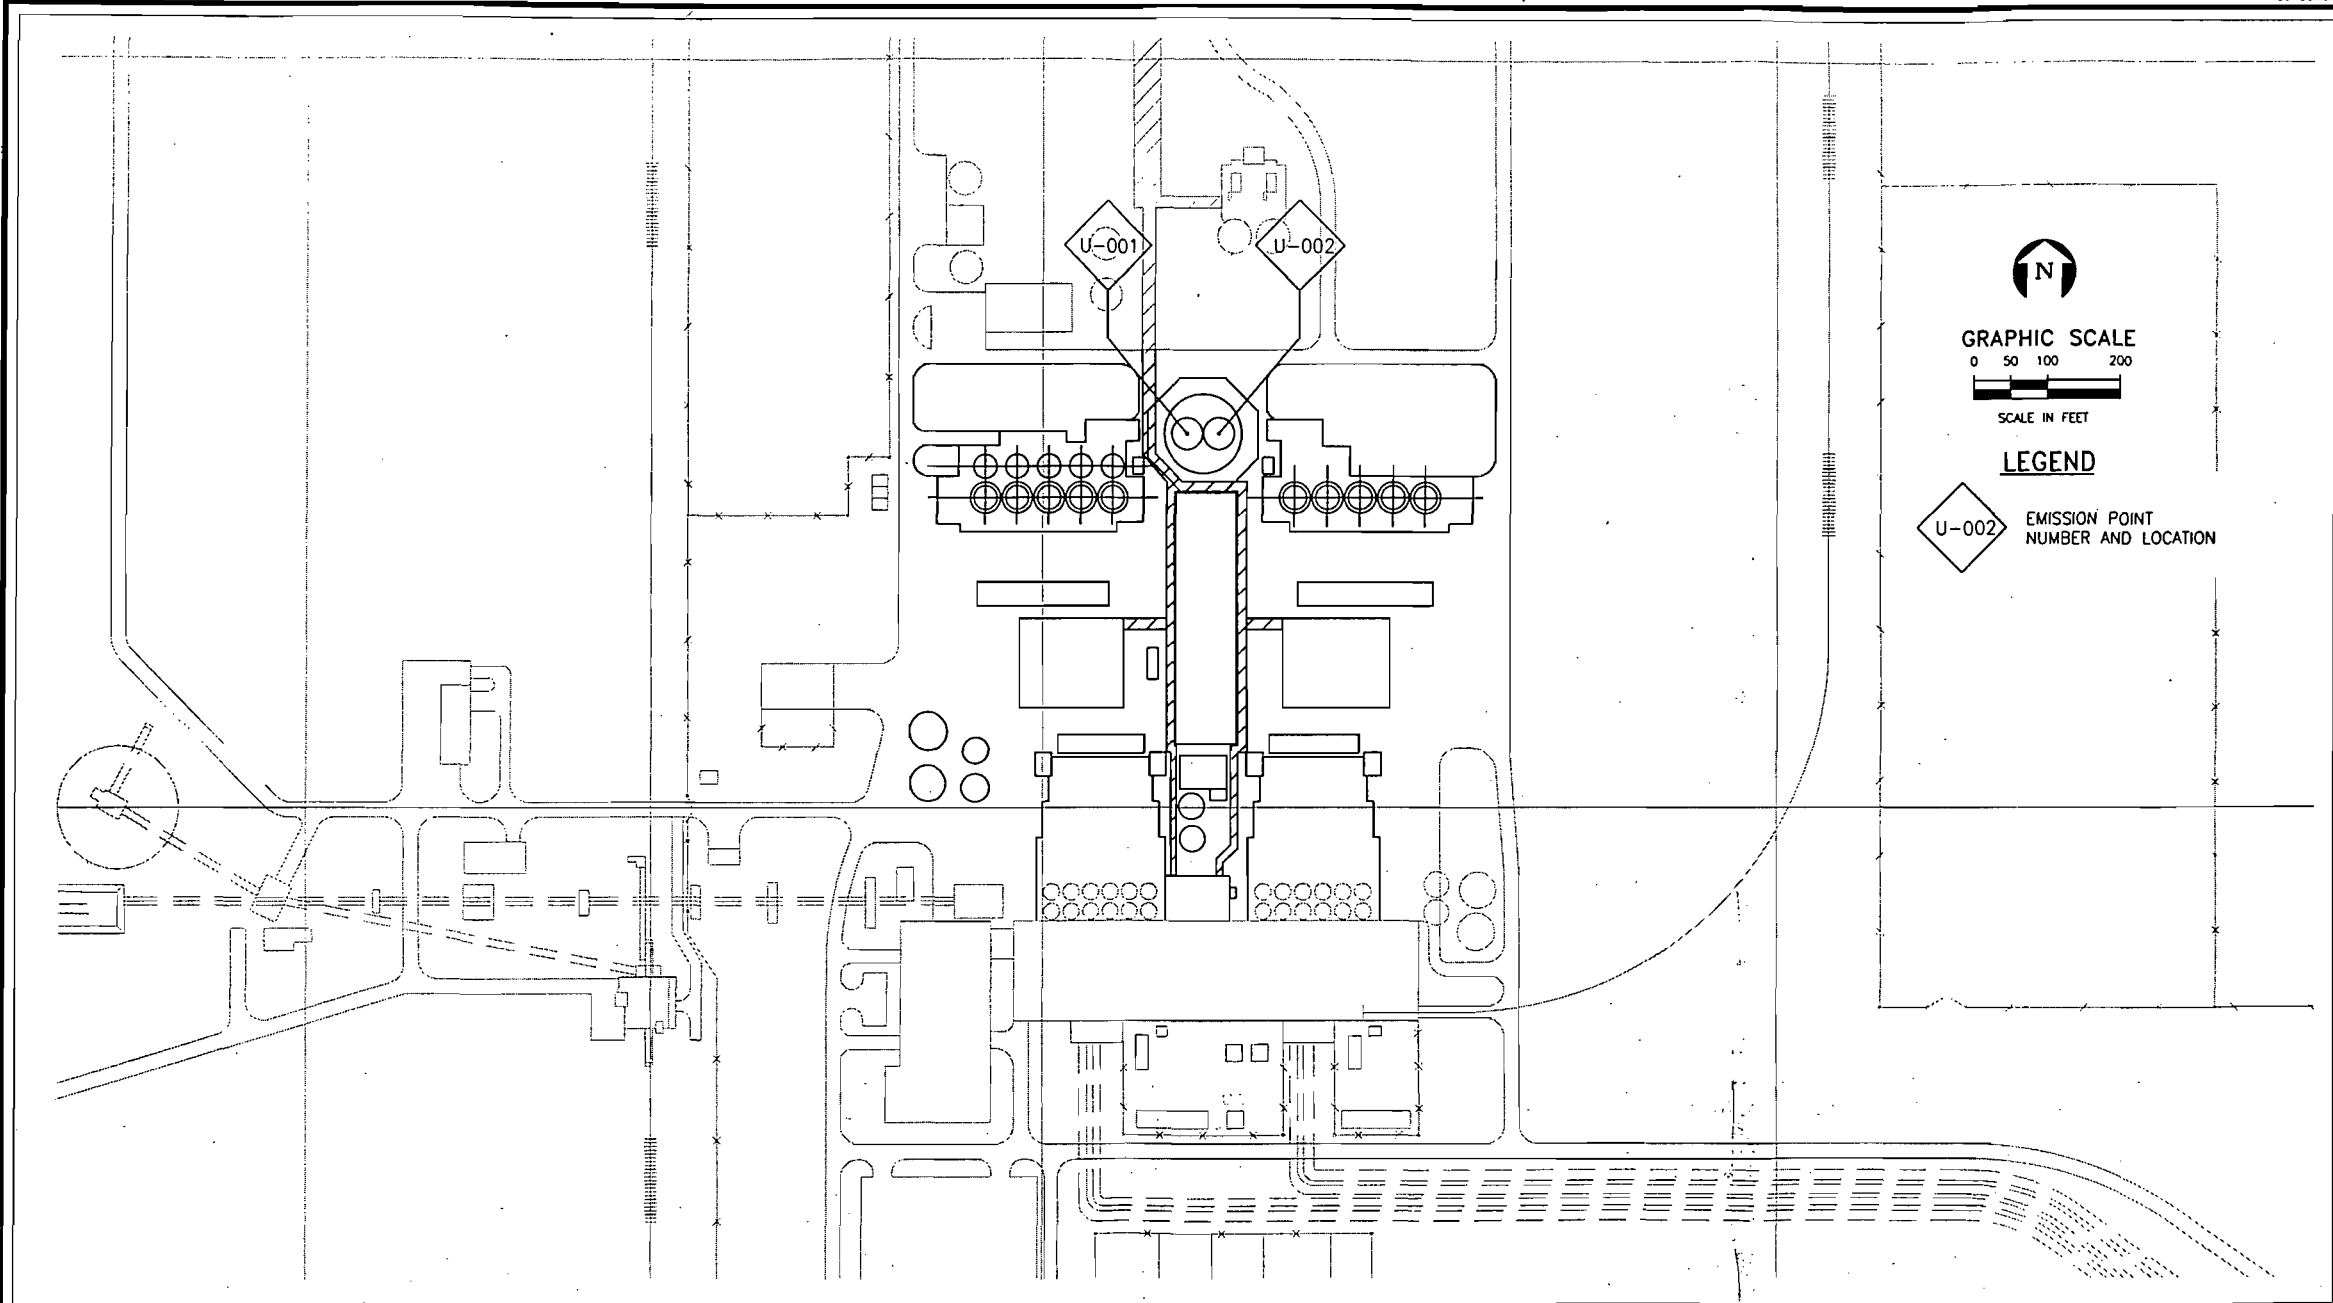 U-001
U-002
N
GRAPHIC SCALE
0 50 100 200
SCALE IN FEET
LEGEND
U-002
EMISSION POINT
NUMBER AND LOCATION